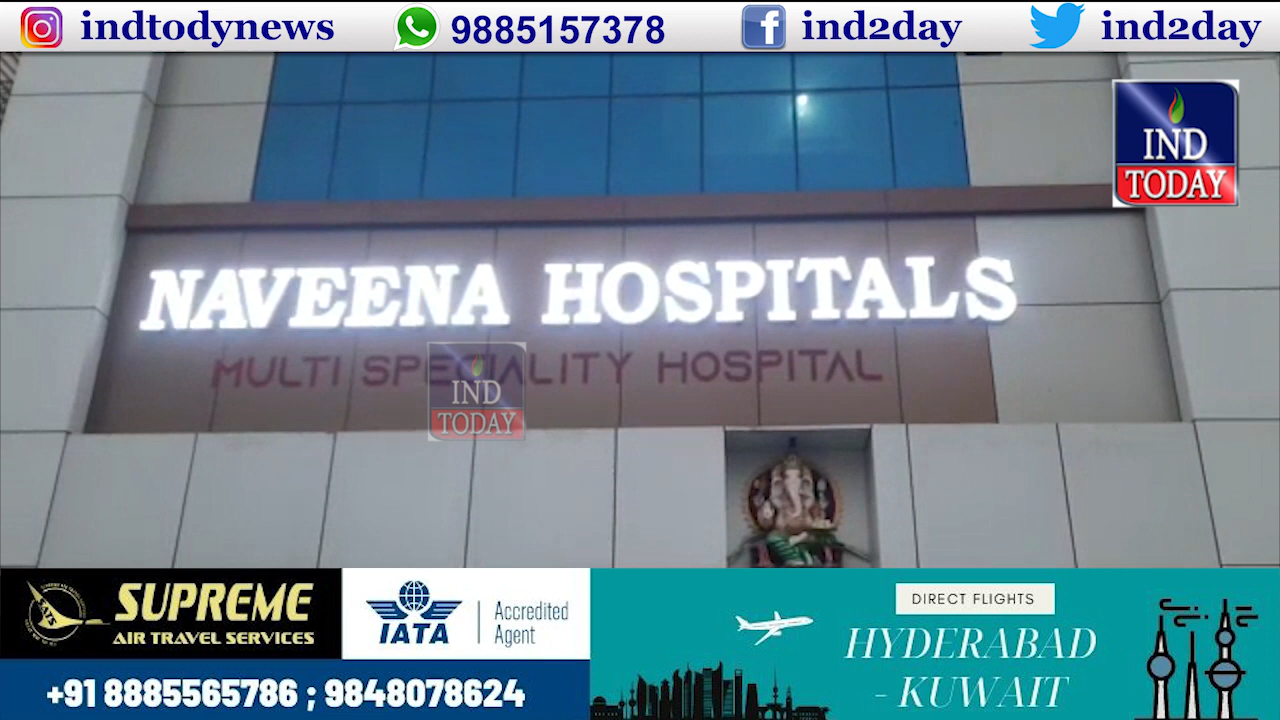 indtodynews 9885157378 ind2day ind2day
IND
TODAY
NAVEENA HOSPITALS
MULTI SPECIALITY HOSPITAL
IND
TODAY
SUPREME
AIR TRAVEL SERVICES
IATA
Accredited
Agent
+91 8885565786 ; 9848078624
DIRECT FLIGHTS
HYDERABAD
- KUWAIT